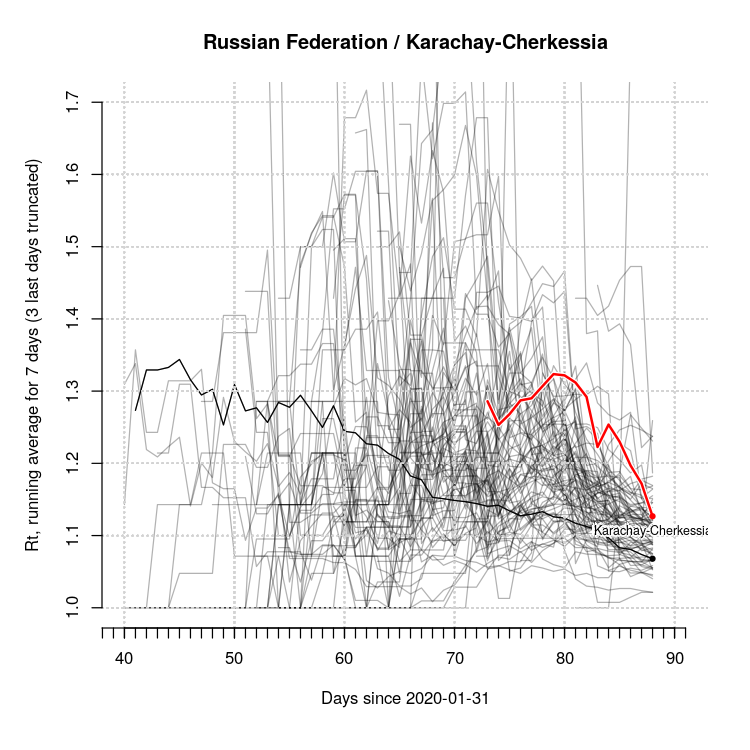 Russian Federation / Karachay-Cherkessia
Rt, running average for 7 days (3 last days truncated)
1.7
1.6
1.5
1.4
1.3
1.2
1.1
1.0
Karachay-Cherkessia
40 50 60 70 80 90
Days since 2020-01-31